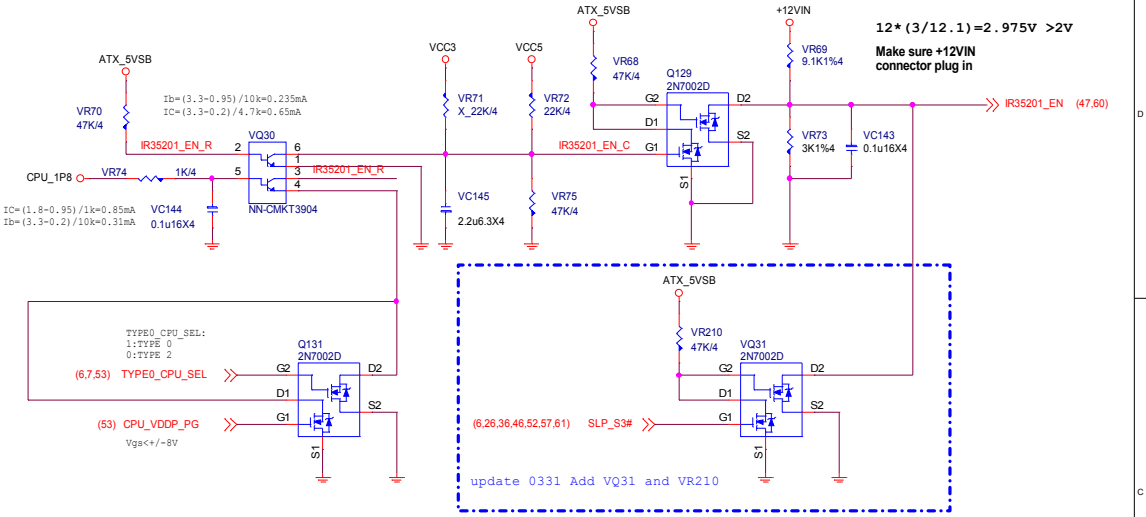 ATX_5VSB
+12VIN
12*(3/12.1)=2.975V >2V
Make sure +12VIN
connector plug in
VR69
9.1K1%4
VCC3
VCC5
VR68
47K/4
Q129
2N7002D
ATX_5VSB
Ib=(3.3-0.95)/10k=0.235mA
IC=(3.3-0.2)/4.7k=0.65mA
VR70
47K/4
VR71
X_22K/4
VR72
22K/4
G2
D2
IR35201_EN (47,60)
D
D1
S2
VQ30
IR35201_EN_R
2
6
IR35201_EN_C
G1
1
VR73
3K1%4
VC143
0.1u16X4
CPU_1P8
VR74
1K/4
5
3
IR35201_EN_R
4
S1
IC=(1.8-0.95)/1k=0.85mA
Ib=(3.3-0.2)/10k=0.31mA
VC144
0.1u16X4
NN-CMKT3904
VC145
2.2u6.3X4
VR75
47K/4
ATX_5VSB
TYPE0_CPU_SEL:
1:TYPE 0
0:TYPE 2
Q131
2N7002D
VR210
47K/4
VQ31
2N7002D
(6,7,53) TYPE0_CPU_SEL
G2
D2
G2
D2
D1
S2
D1
S2
(53) CPU_VDDP_PG
G1
(6,26,36,46,52,57,61) SLP_S3#
G1
Vgs<+/-8V
S1
S1
update 0331 Add VQ31 and VR210
C